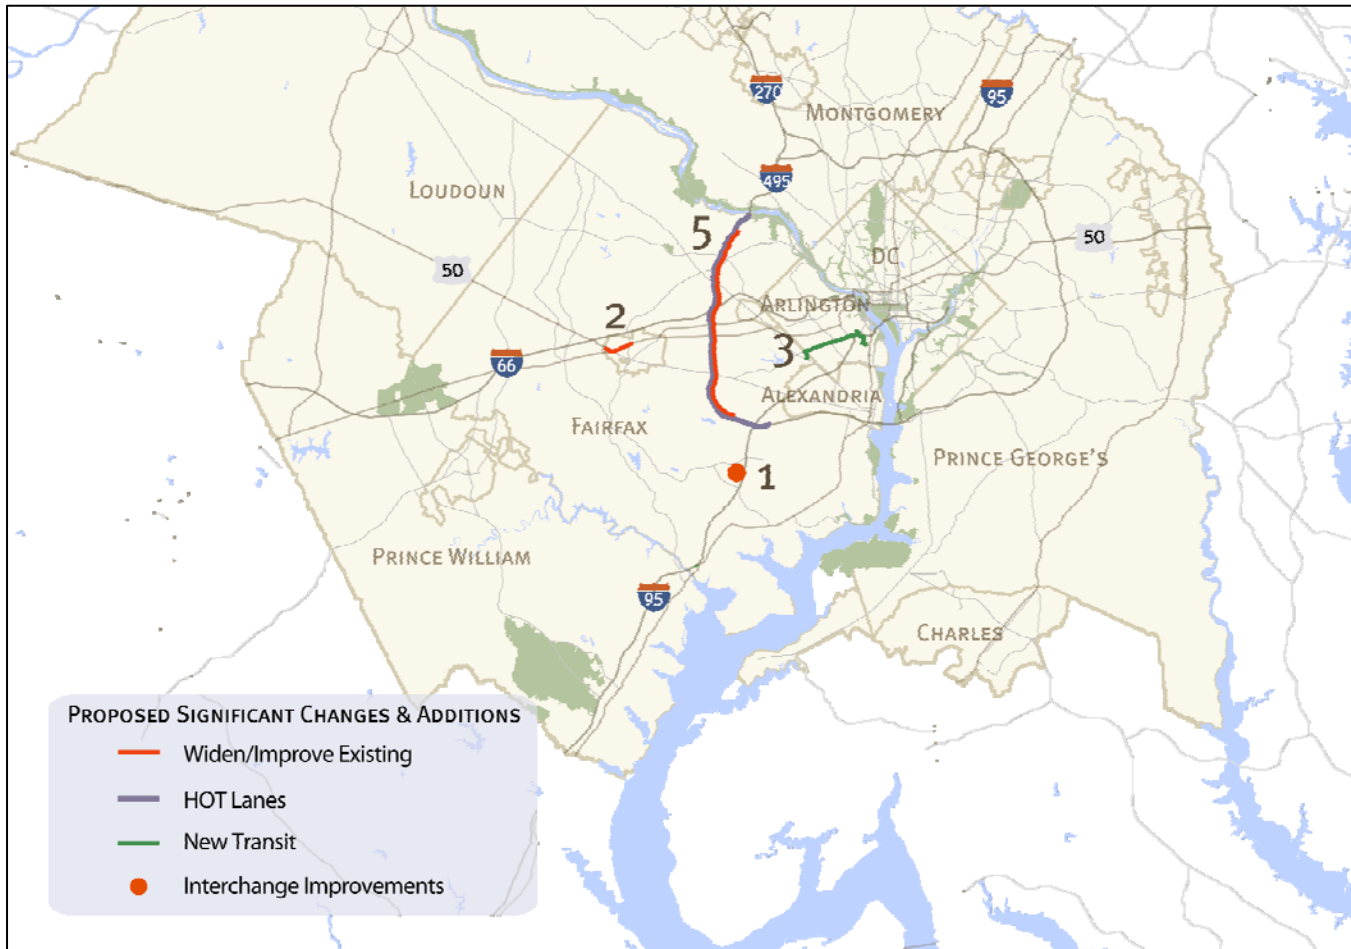 270
95
MONTGOMERY
495
LOUDOUN
5
50
DC
50
2
ARLINGTON
3
66
ALEXANDRIA
FAIRFAX
1
PRINCE GEORGE'S
PRINCE WILLIAM
95
CHARLES
PROPOSED SIGNIFICANT CHANGES & ADDITIONS
Widen/Improve Existing
HOT Lanes
New Transit
Interchange Improvements